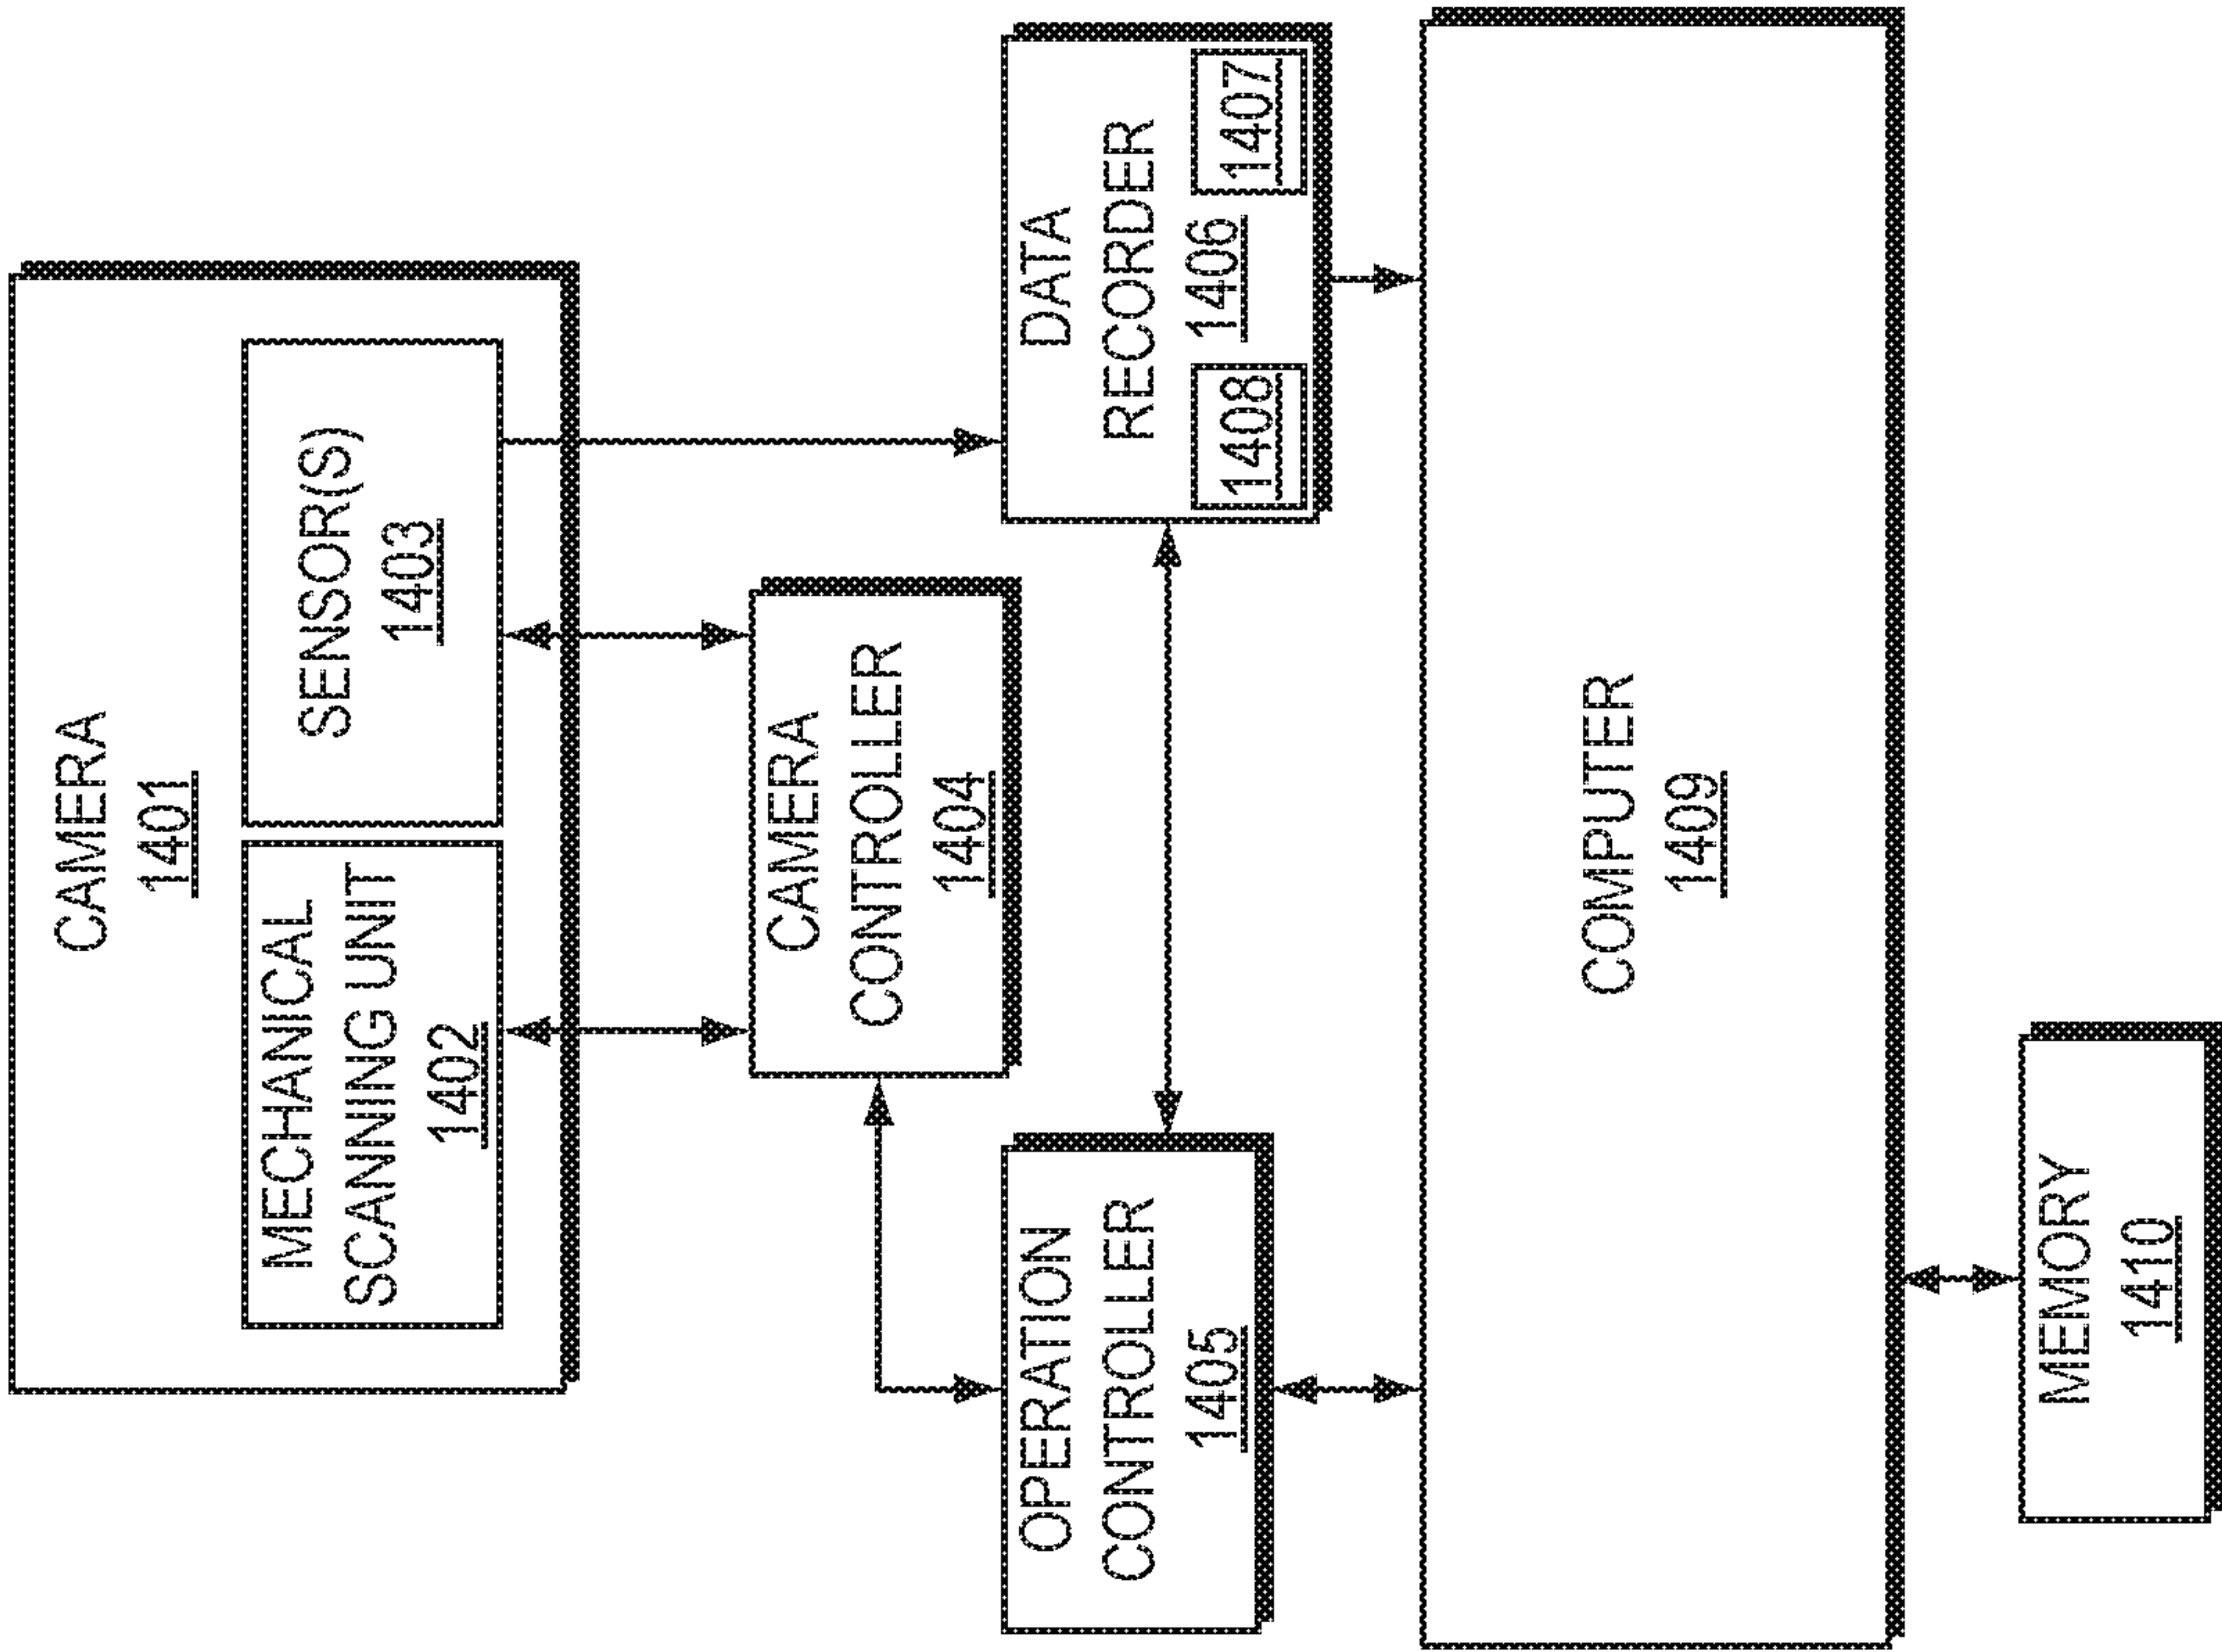 CAMERA
1401
MECHANICAL
SCANNING UNIT
1402
SENSOR(S)
1403
CAMERA
CONTROLLER
1404
OPERATION
CONTROLLER
1405
DATA
RECORDER
1406
1408
1407
COMPUTER
1409
MEMORY
1410